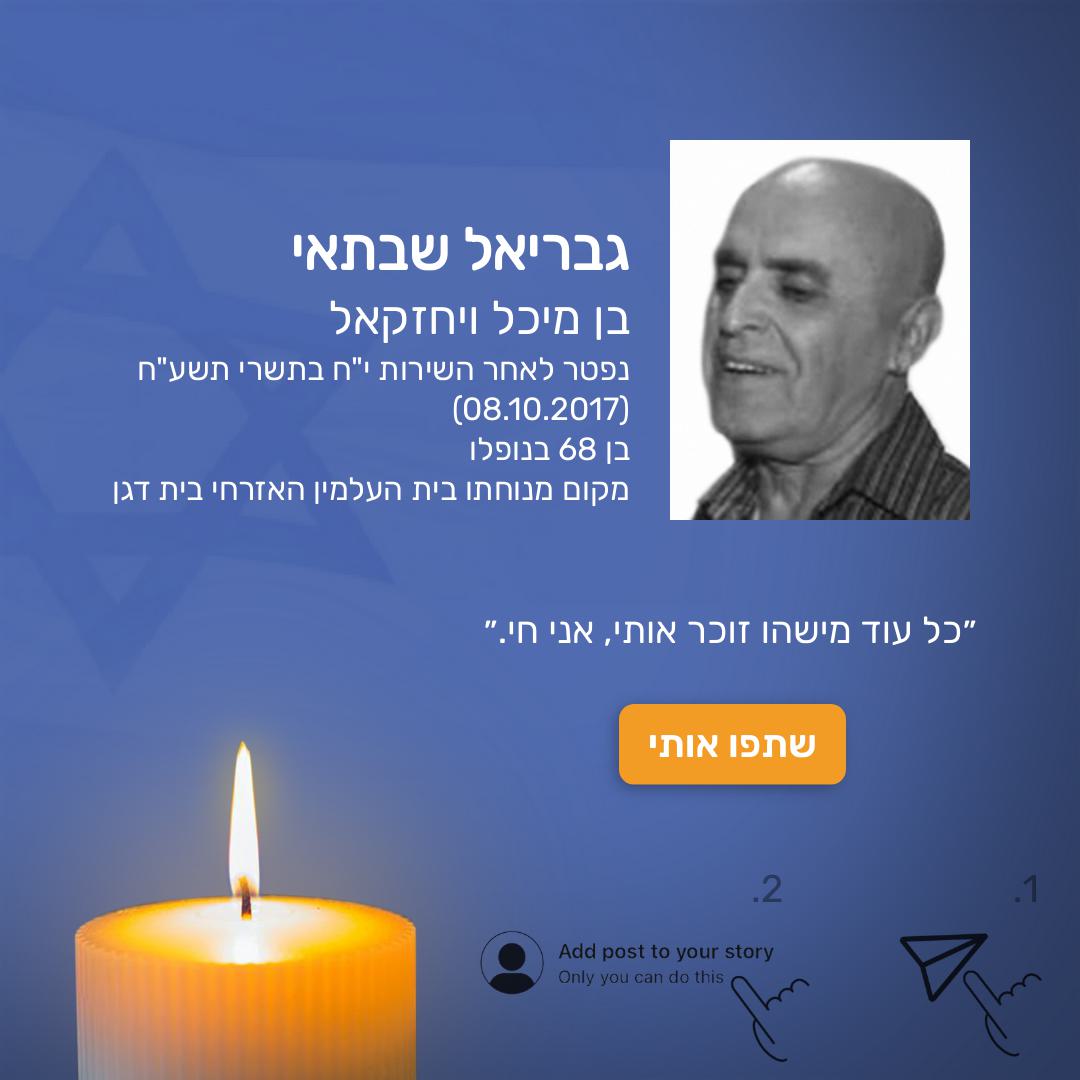 גבריאל שבתאי
בן מיכל ויחזקאל
נפטר לאחר השירות י"ח בתשרי תשע"ח
(08.10.2017)
בן 68 בנופלו
מקום מנוחתו בית העלמין האזרחי בית דגן
״כל עוד מישהו זוכר אותי, אני חי.״
שתפו אותי
1.
2.
Add post to your story
Only you can do this